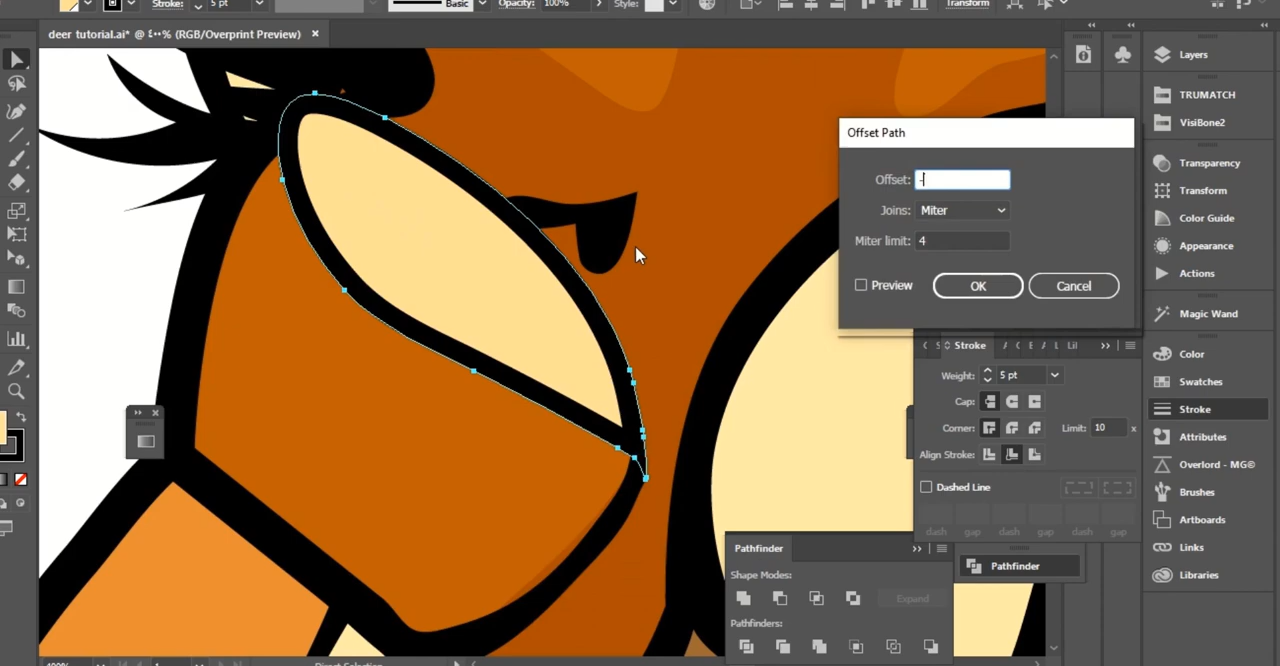 Stroke: 5 pt Basic Opacity: 100% Style: Transform
deer tutorial.ai* @ ٤٠٠% (RGB/Overprint Preview) ×
Offset Path
Offset: -
Joins: Miter
Miter limit: 4
Preview OK Cancel
Layers
TRUMATCH
VisiBone2
Transparency
Transform
Color Guide
Appearance
Actions
Magic Wand
Color
Swatches
Stroke
Attributes
Overlord - MG©
Brushes
Artboards
Links
Libraries
Stroke Lil
Weight: 5 pt
Cap:
Corner: Limit: 10 x
Align Stroke:
Dashed Line
dash gap dash gap dash gap
Pathfinder
Shape Modes:
Expand
Pathfinders:
Pathfinder
Direct Selection